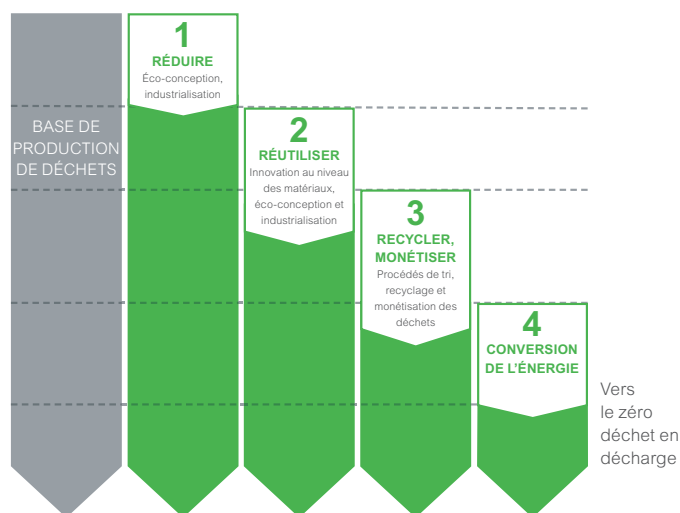 BASE DE
PRODUCTION
DE DÉCHETS
1
RÉDUIRE
Éco-conception,
industrialisation
2
RÉUTILISER
Innovation au niveau
des matériaux,
éco-conception et
industrialisation
3
RECYCLER,
MONÉTISER
Procédés de tri,
recyclage et
monétisation des
déchets
4
CONVERSION
DE L'ÉNERGIE
Vers
le zéro
déchet en
décharge